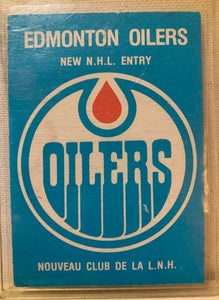 EDMONTON OILERS
NEW N.H.L. ENTRY
OILERS
NOUVEAU CLUB DE LA L.N.H.